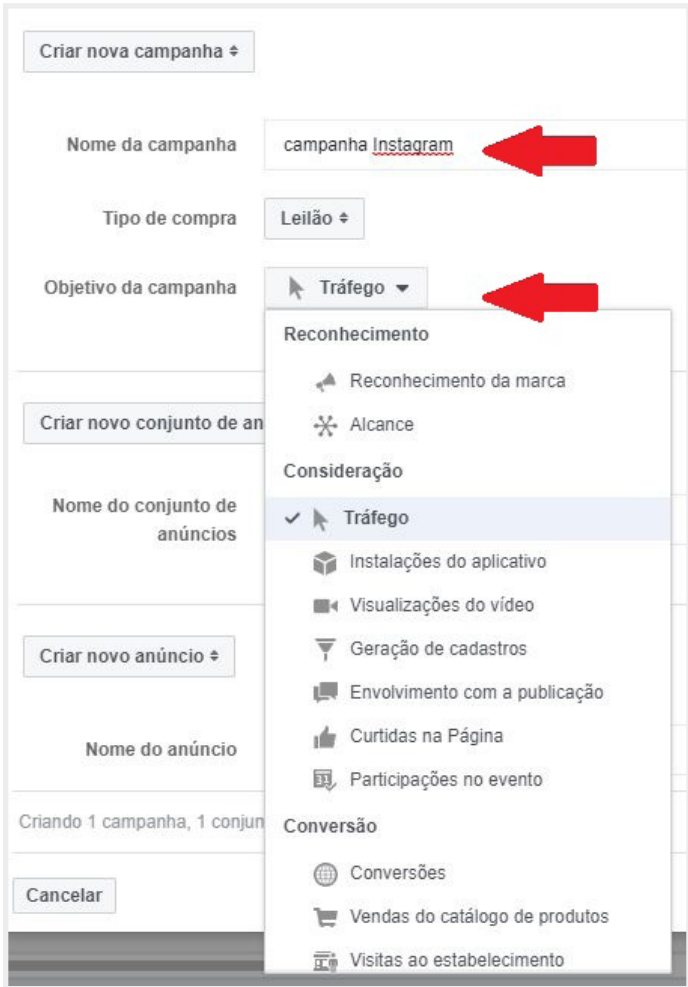 Criar nova campanha
Nome da campanha campanha Instagram
Tipo de compra Leilão
Objetivo da campanha Tráfego
Reconhecimento
Reconhecimento da marca
Alcance
Criar novo conjunto de an
Consideração
Nome do conjunto de
anúncios
Tráfego
Instalações do aplicativo
Visualizações do vídeo
Geração de cadastros
Criar novo anúncio
Envolvimento com a publicação
Curtidas na Página
Nome do anúncio
31
Participações no evento
Criando 1 campanha, 1 conjun
Conversão
Conversões
Cancelar
Vendas do catálogo de produtos
Visitas ao estabelecimento